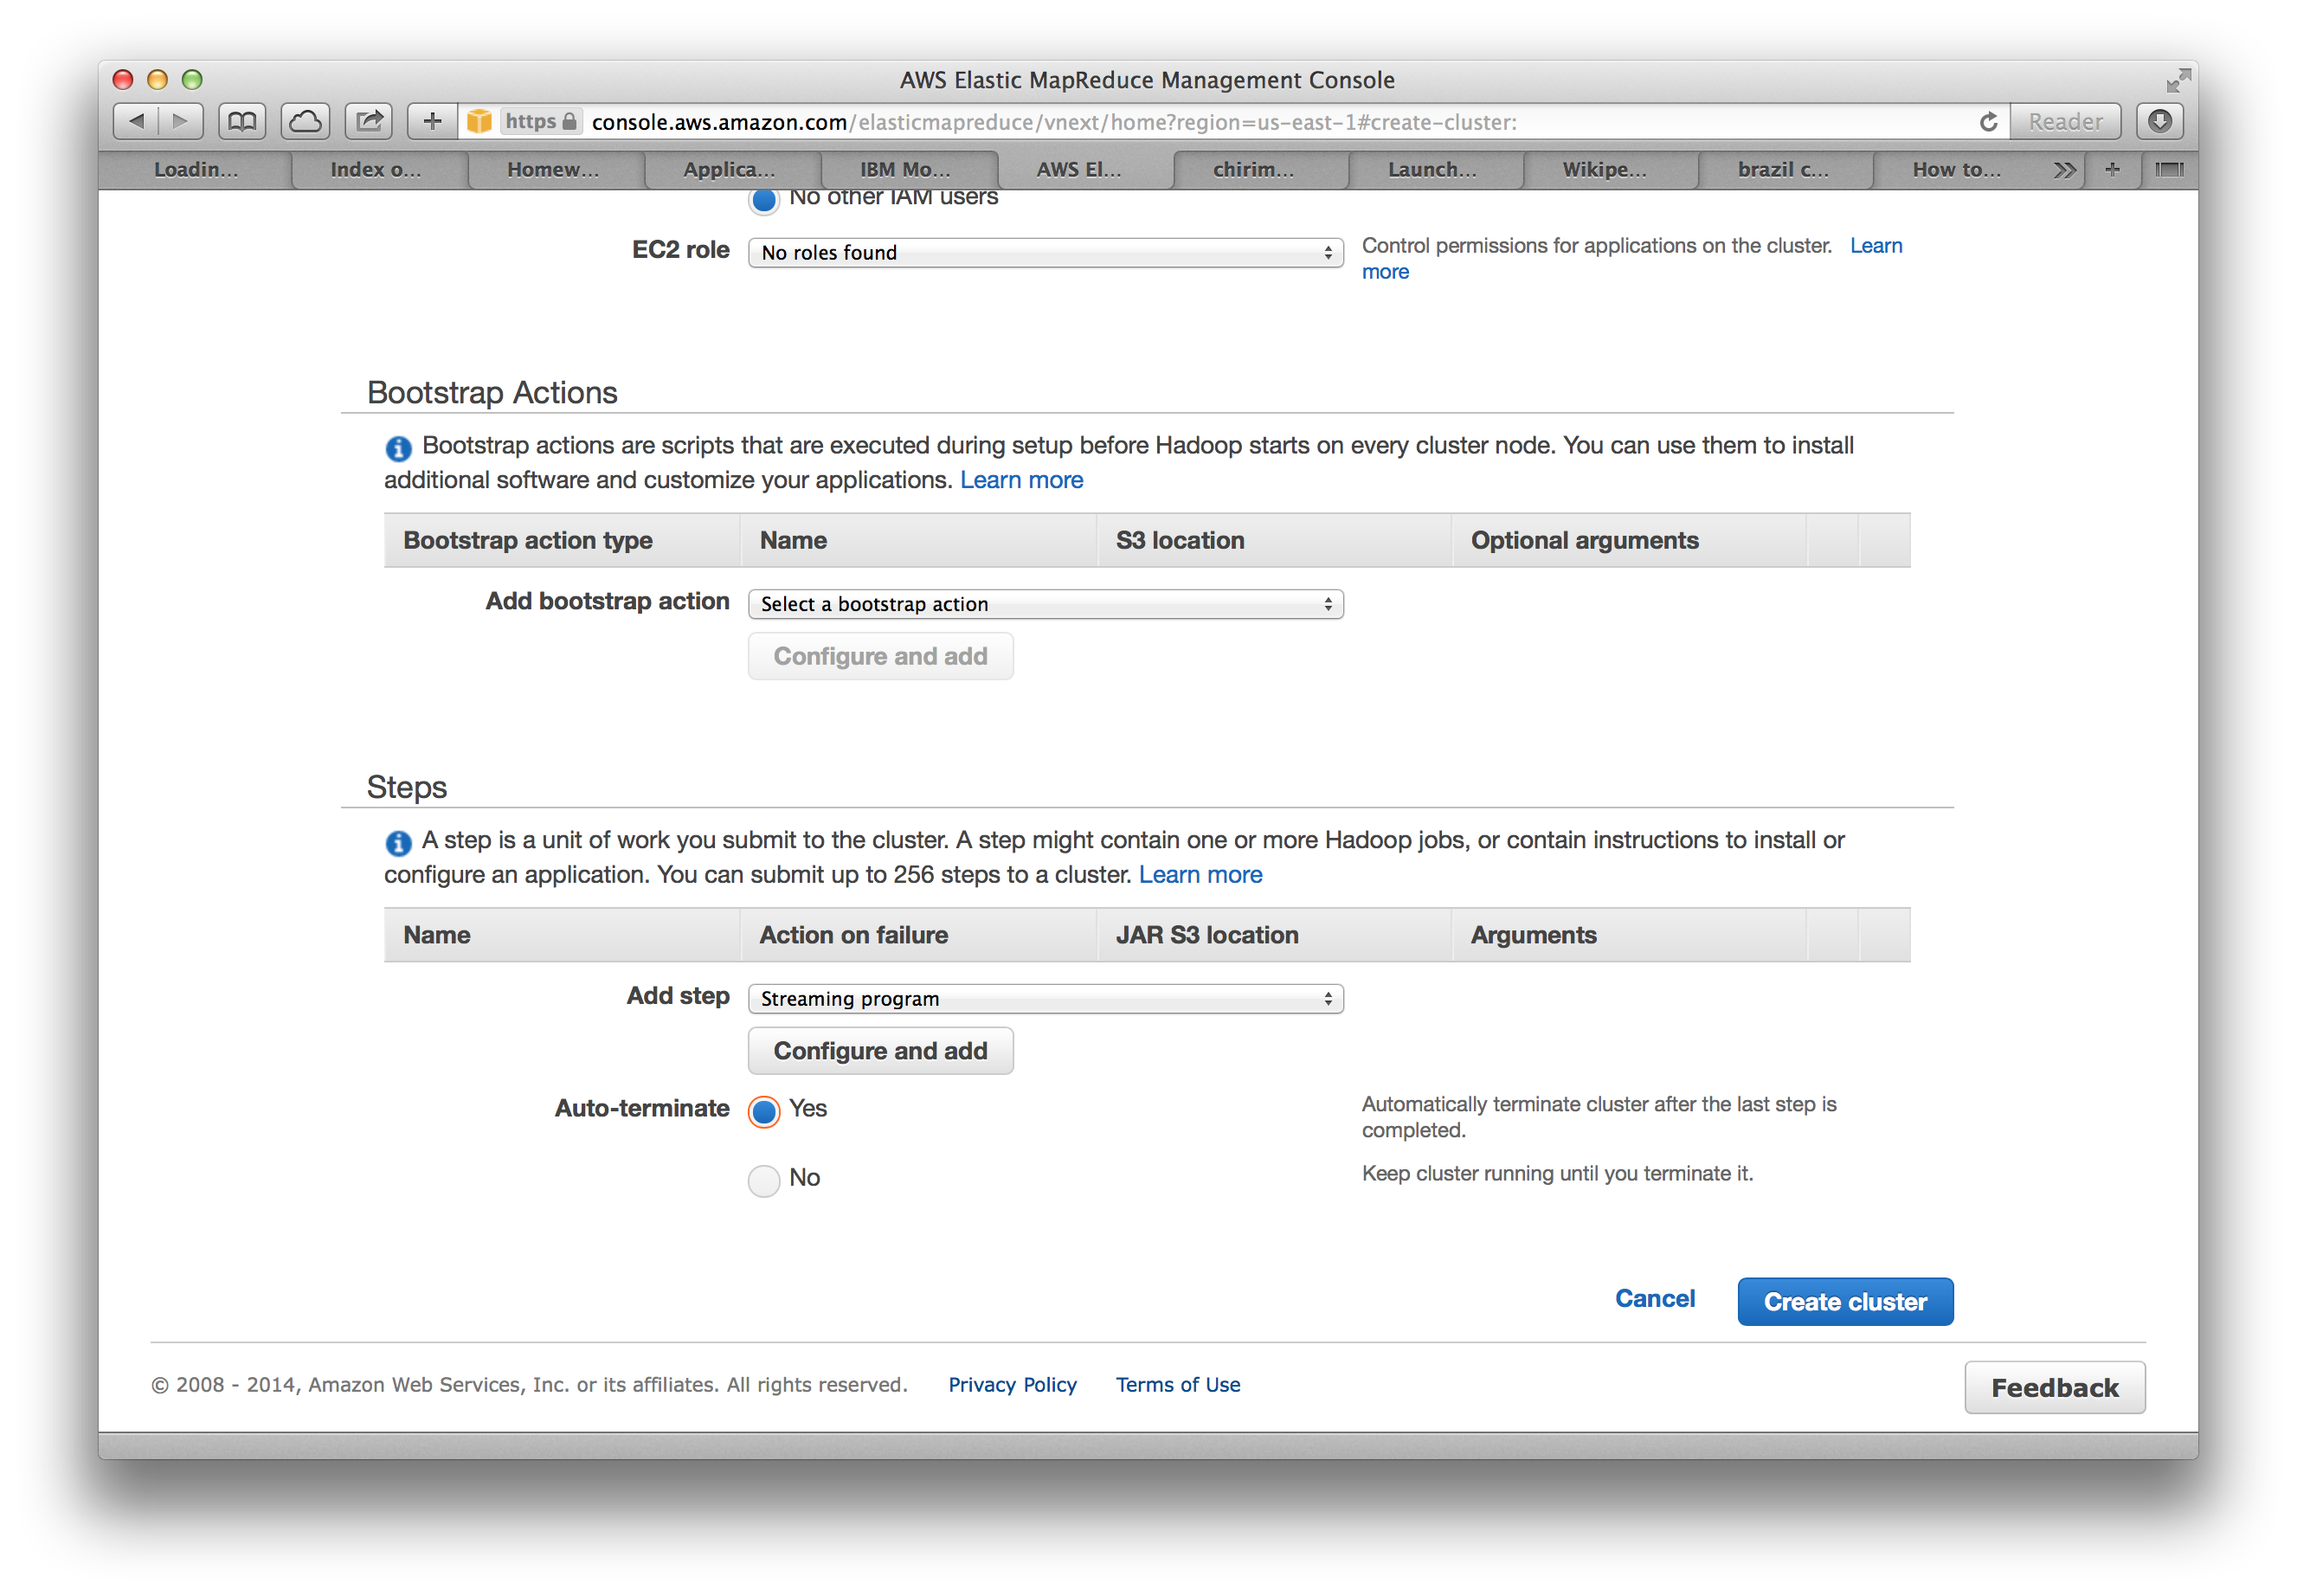 AWS Elastic MapReduce Management Console
https console.aws.amazon.com/elasticmapreduce/vnext/home?region=us-east-1#create-cluster: Reader
Loadin... Index o... Homew... Applica... IBM Mo... AWS El... chirim... Launch... Wikipe... brazil c... How to...
No other IAM users
EC2 role No roles found Control permissions for applications on the cluster. Learn
more
Bootstrap Actions
Bootstrap actions are scripts that are executed during setup before Hadoop starts on every cluster node. You can use them to install
additional software and customize your applications. Learn more
Bootstrap action type Name S3 location Optional arguments
Add bootstrap action Select a bootstrap action
Configure and add
Steps
A step is a unit of work you submit to the cluster. A step might contain one or more Hadoop jobs, or contain instructions to install or
configure an application. You can submit up to 256 steps to a cluster. Learn more
Name Action on failure JAR S3 location Arguments
Add step Streaming program
Configure and add
Auto-terminate Yes Automatically terminate cluster after the last step is
completed.
No Keep cluster running until you terminate it.
Cancel Create cluster
© 2008 - 2014, Amazon Web Services, Inc. or its affiliates. All rights reserved. Privacy Policy Terms of Use Feedback